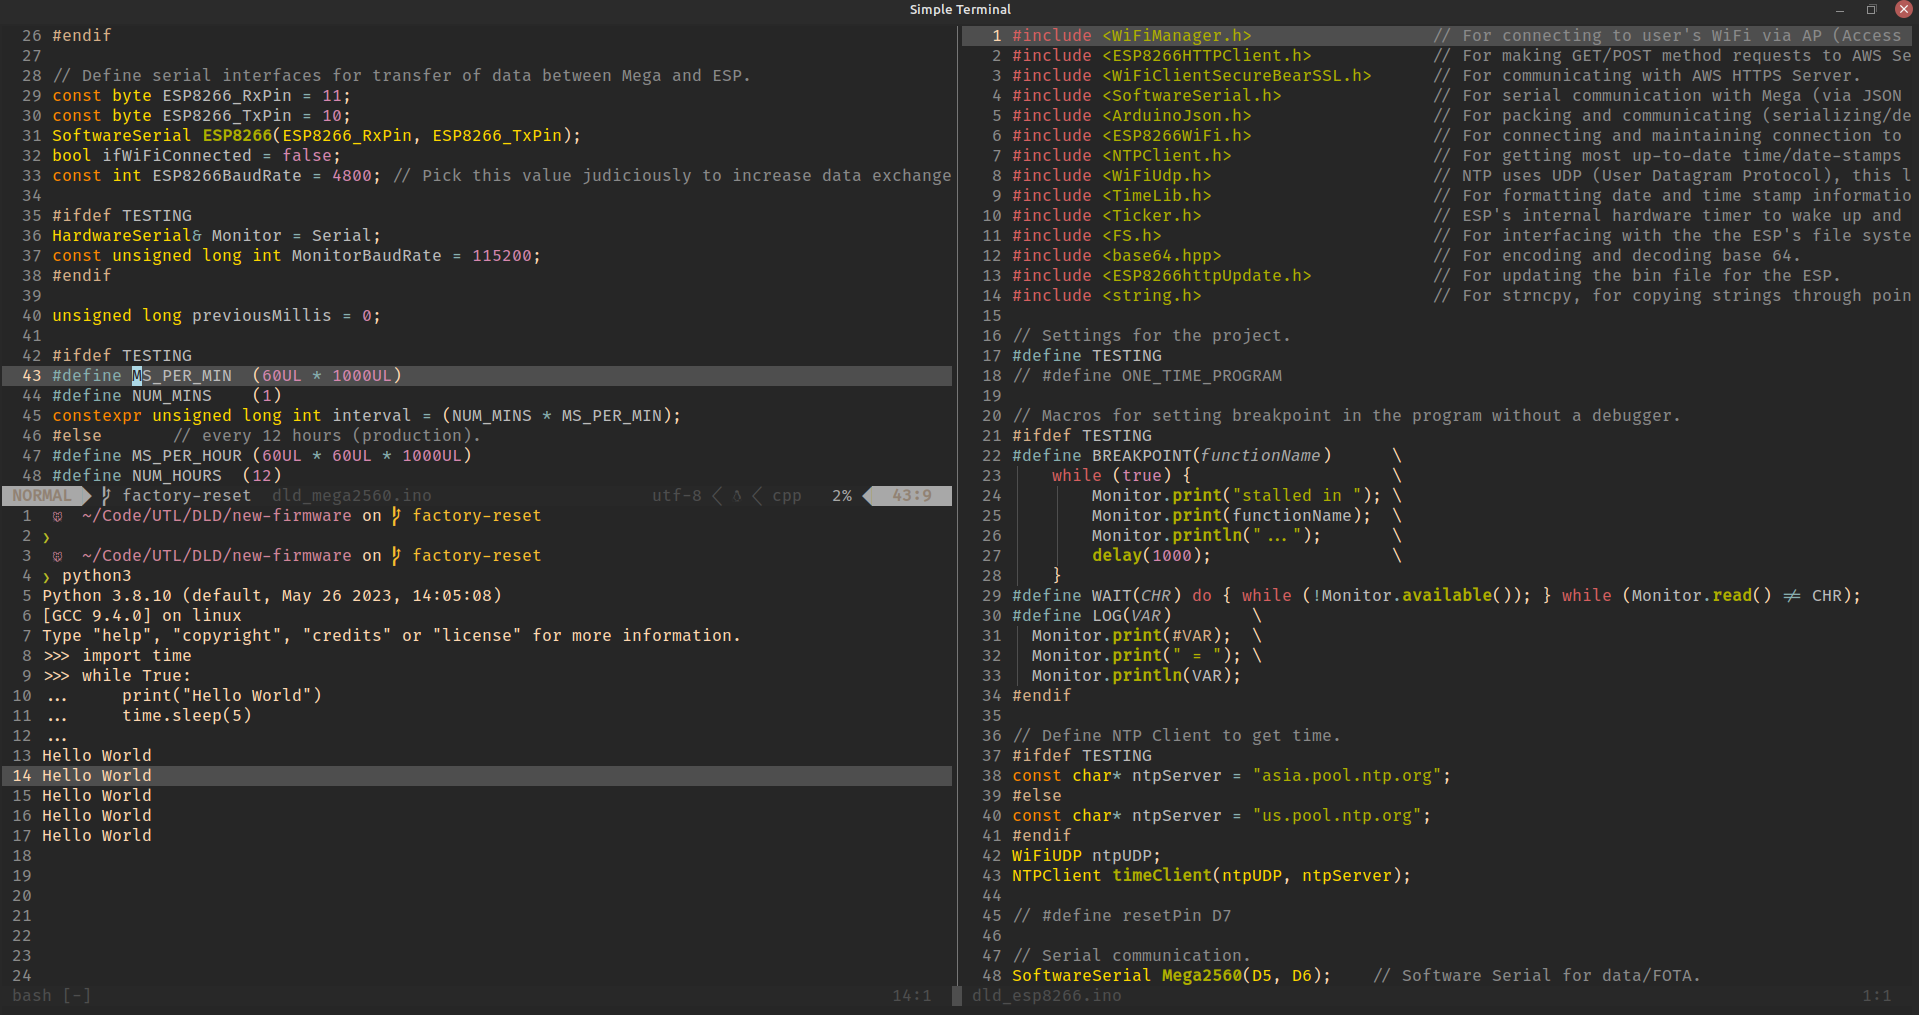 Simple Terminal
26 #endif
27
28 // Define serial interfaces for transfer of data between Mega and ESP.
29 const byte ESP8266_RxPin = 11;
30 const byte ESP8266_TxPin = 10;
31 SoftwareSerial ESP8266(ESP8266_RxPin, ESP8266_TxPin);
32 bool ifWiFiConnected = false;
33 const int ESP8266BaudRate = 4800; // Pick this value judiciously to increase data exchange
34
35 #ifdef TESTING
36 HardwareSerial& Monitor = Serial;
37 const unsigned long int MonitorBaudRate = 115200;
38 #endif
39
40 unsigned long previousMillis = 0;
41
42 #ifdef TESTING
43 #define MS_PER_MIN  (60UL * 1000UL)
44 #define NUM_MINS    (1)
45 constexpr unsigned long int interval = (NUM_MINS * MS_PER_MIN);
46 #else       // every 12 hours (production).
47 #define MS_PER_HOUR (60UL * 60UL * 1000UL)
48 #define NUM_HOURS  (12)
NORMAL factory-reset dld_mega2560.ino utf-8 cpp 2% 43:9
1 ~/Code/UTL/DLD/new-firmware on factory-reset
2 ❯
3 ~/Code/UTL/DLD/new-firmware on factory-reset
4 ❯ python3
5 Python 3.8.10 (default, May 26 2023, 14:05:08)
6 [GCC 9.4.0] on linux
7 Type "help", "copyright", "credits" or "license" for more information.
8 >>> import time
9 >>> while True:
10 ...     print("Hello World")
11 ...     time.sleep(5)
12 ...
13 Hello World
14 Hello World
15 Hello World
16 Hello World
17 Hello World
18
19
20
21
22
23
24
bash [-] 14:1
1 #include <WiFiManager.h> // For connecting to user's WiFi via AP (Access
2 #include <ESP8266HTTPClient.h> // For making GET/POST method requests to AWS Se
3 #include <WiFiClientSecureBearSSL.h> // For communicating with AWS HTTPS Server.
4 #include <SoftwareSerial.h> // For serial communication with Mega (via JSON
5 #include <ArduinoJson.h> // For packing and communicating (serializing/de
6 #include <ESP8266WiFi.h> // For connecting and maintaining connection to
7 #include <NTPClient.h> // For getting most up-to-date time/date-stamps
8 #include <WiFiUdp.h> // NTP uses UDP (User Datagram Protocol), this l
9 #include <TimeLib.h> // For formatting date and time stamp informatio
10 #include <Ticker.h> // ESP's internal hardware timer to wake up and
11 #include <FS.h> // For interfacing with the the ESP's file syste
12 #include <base64.hpp> // For encoding and decoding base 64.
13 #include <ESP8266httpUpdate.h> // For updating the bin file for the ESP.
14 #include <string.h> // For strncpy, for copying strings through poin
15
16 // Settings for the project.
17 #define TESTING
18 // #define ONE_TIME_PROGRAM
19
20 // Macros for setting breakpoint in the program without a debugger.
21 #ifdef TESTING
22 #define BREAKPOINT(functionName)      \
23     while (true) {                    \
24         Monitor.print("stalled in "); \
25         Monitor.print(functionName);  \
26         Monitor.println("...");       \
27         delay(1000);                  \
28     }
29 #define WAIT(CHR) do { while (!Monitor.available()); } while (Monitor.read() != CHR);
30 #define LOG(VAR)        \
31   Monitor.print(#VAR);  \
32   Monitor.print(" = "); \
33   Monitor.println(VAR);
34 #endif
35
36 // Define NTP Client to get time.
37 #ifdef TESTING
38 const char* ntpServer = "asia.pool.ntp.org";
39 #else
40 const char* ntpServer = "us.pool.ntp.org";
41 #endif
42 WiFiUDP ntpUDP;
43 NTPClient timeClient(ntpUDP, ntpServer);
44
45 // #define resetPin D7
46
47 // Serial communication.
48 SoftwareSerial Mega2560(D5, D6);    // Software Serial for data/FOTA.
dld_esp8266.ino 1:1